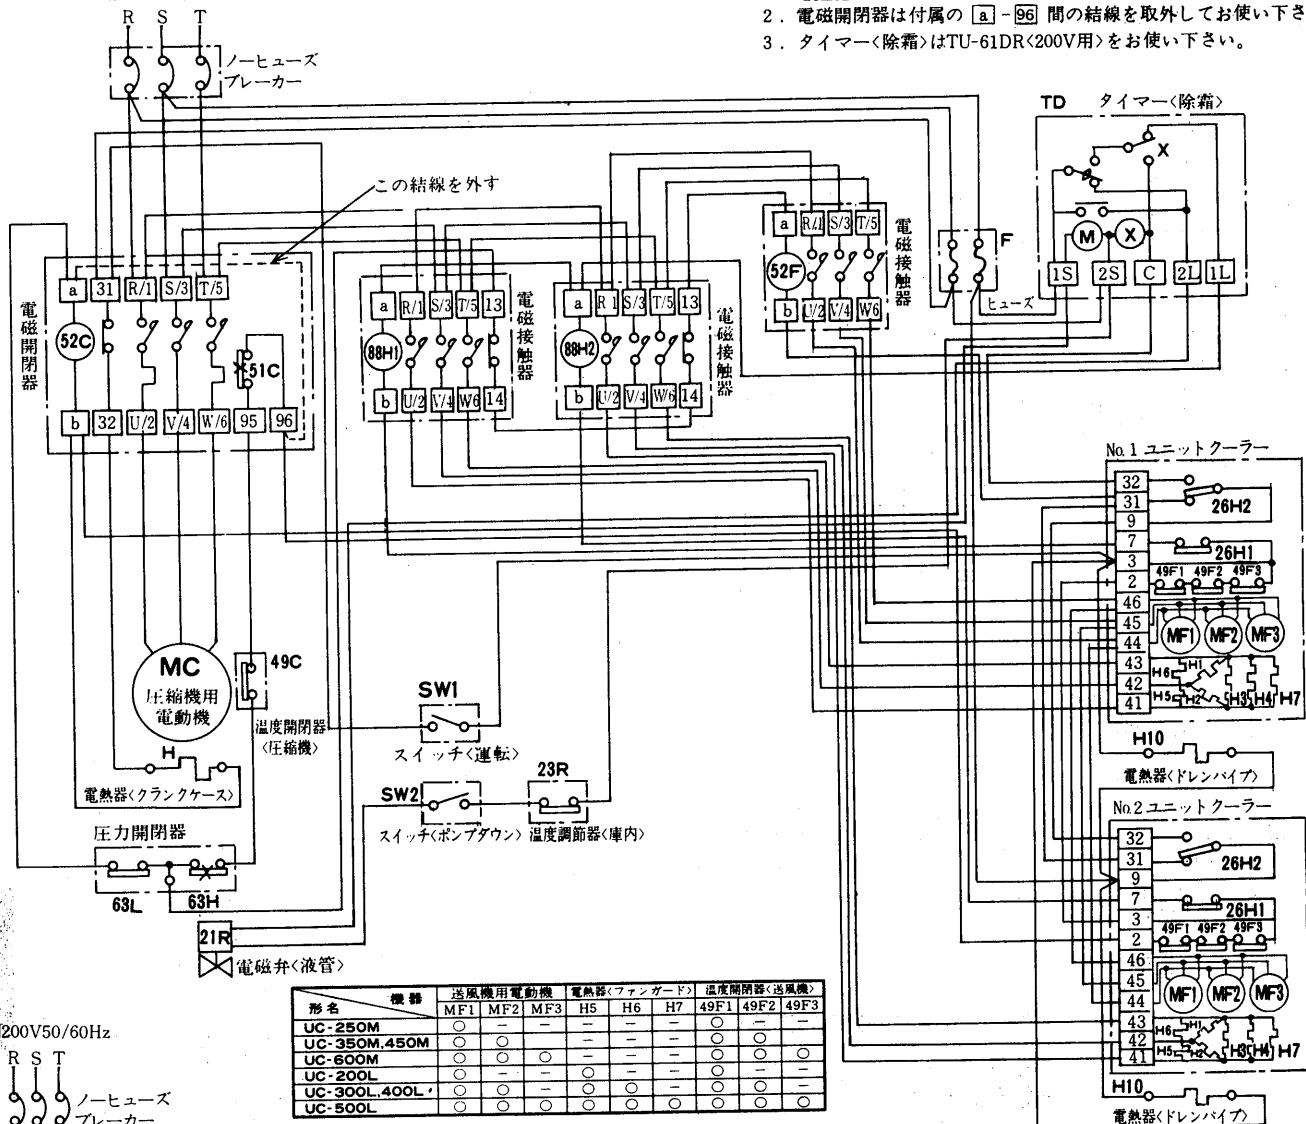 2. 電磁開閉器は付属の a - 96 間の結線を取外してお使い下さ
3. タイマー<除霜>はTU-61DR<200V用>をお使い下さい。
R S T
ノーヒューズ
ブレーカー
この結線を外す
TD タイマー<除霜>
X
M X
1S 2S C 2L 1L
F
ヒューズ
電磁開閉器
a 31 R/1 S/3 T/5
52C
51C
b 32 U/2 V/4 W/6 95 96
電磁接触器
a R/1 S/3 T/5 13
88H1
b U/2 V/4 W6 14
電磁接触器
a R 1 S/3 T/5 13
88H2
b U/2 V/4 W/6 14
電磁接触器
a R/1 S/3 T/5
52F
b U/2 V/4 W6
MC
圧縮機用
電動機
49C
温度開閉器
<圧縮機>
H
電熱器<クランクケース>
圧力開閉器
63L 63H
21R
電磁弁<液管>
SW1
スイッチ<運転>
SW2
スイッチ<ポンプダウン>
23R
温度調節器<庫内>
No.1 ユニットクーラー
32
31
9
7
3
2
46
45
44
43
42
41
26H2
26H1
49F1 49F2 49F3
MF1 MF2 MF3
H6 H1
H5 H2 H3 H4 H7
H10
電熱器<ドレンパイプ>
No.2 ユニットクーラー
32
31
9
7
3
2
46
45
44
43
42
41
26H2
26H1
49F1 49F2 49F3
MF1 MF2 MF3
H6 H1
H5 H2 H3 H4 H7
H10
電熱器<ドレンパイプ>
機器 送風機用電動機 電熱器<ファンガード>温度開閉器<送風機>
形名 MF1 MF2 MF3 H5 H6 H7 49F1 49F2 49F3
UC-250M ○ - - - - - ○ - -
UC-350M,450M ○ ○ - - - - ○ ○ -
UC-600M ○ ○ ○ - - - ○ ○ ○
UC-200L ○ - - ○ - - ○ - -
UC-300L,400L ○ ○ - ○ ○ - ○ ○ -
UC-500L ○ ○ ○ ○ ○ ○ ○ ○ ○
200V50/60Hz
R S T
ノーヒューズ
ブレーカー